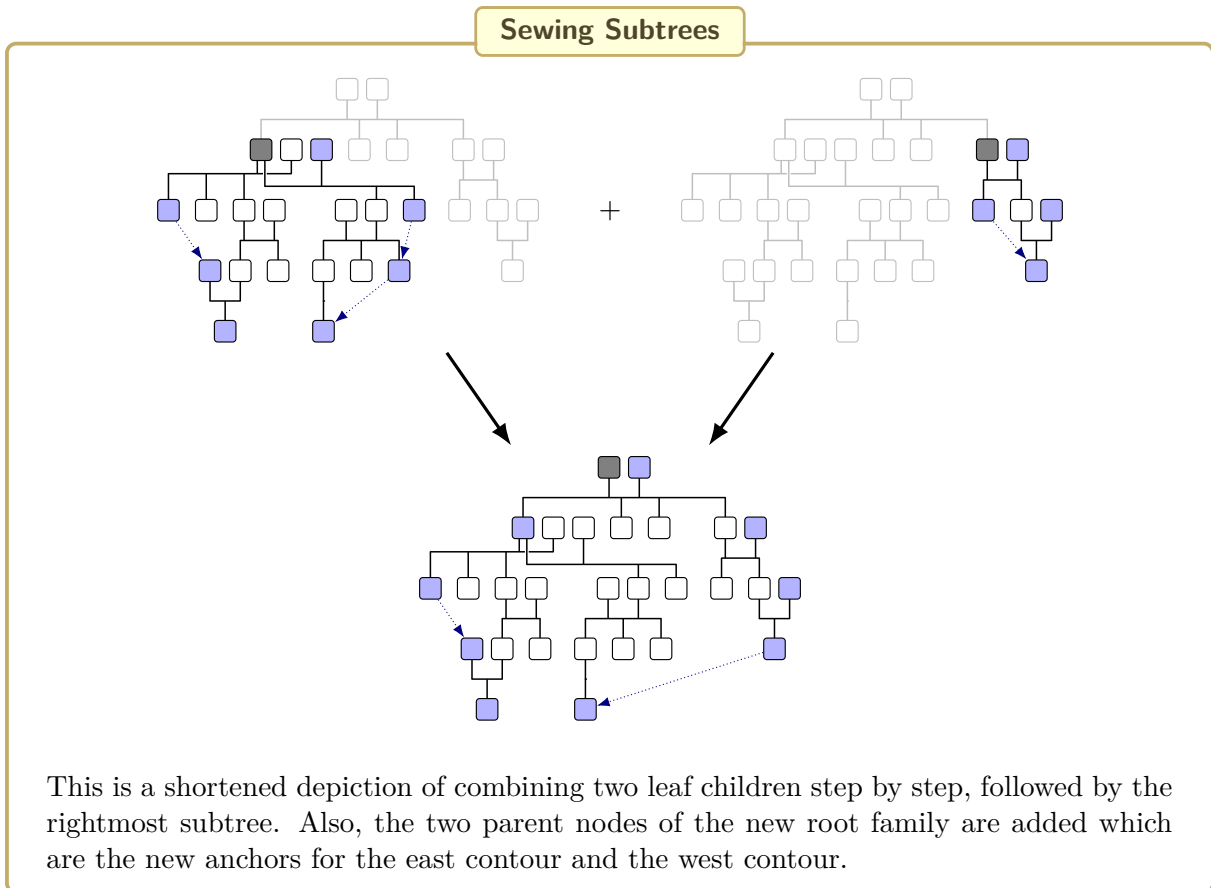 Sewing Subtrees
+
This is a shortened depiction of combining two leaf children step by step, followed by the
rightmost subtree. Also, the two parent nodes of the new root family are added which
are the new anchors for the east contour and the west contour.